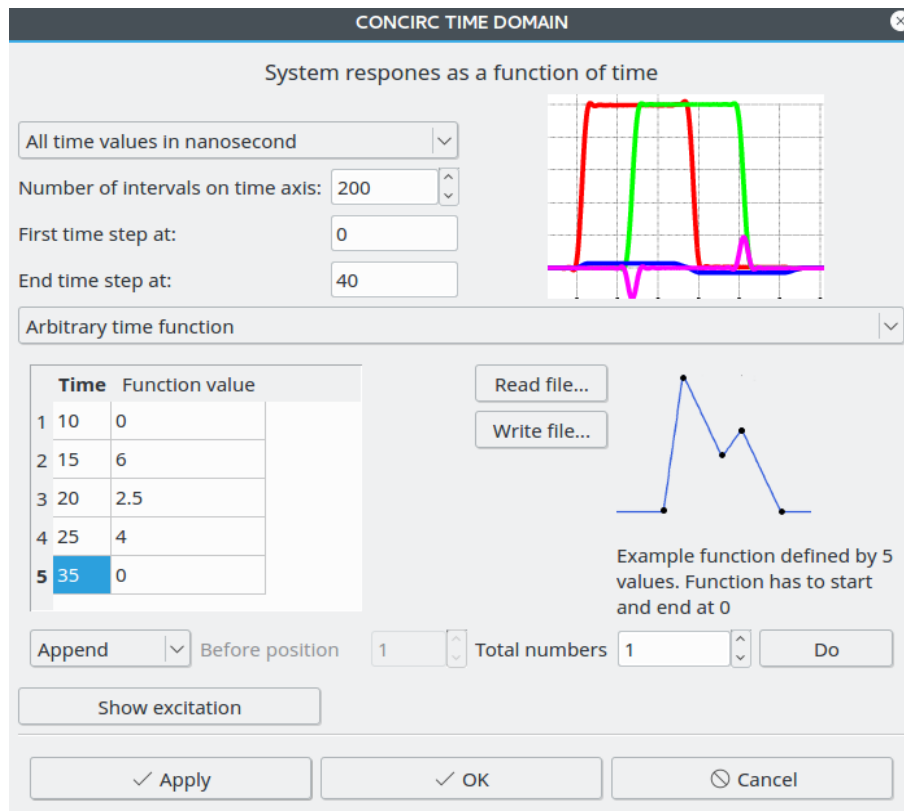 CONCIRC TIME DOMAIN
System respones as a function of time
All time values in nanosecond
Number of intervals on time axis: 200
First time step at: 0
End time step at: 40
Arbitrary time function
Time Function value
1 10 0
2 15 6
3 20 2.5
4 25 4
5 35 0
Read file...
Write file...
Example function defined by 5
values. Function has to start
and end at 0
Append Before position 1 Total numbers 1 Do
Show excitation
Apply OK Cancel